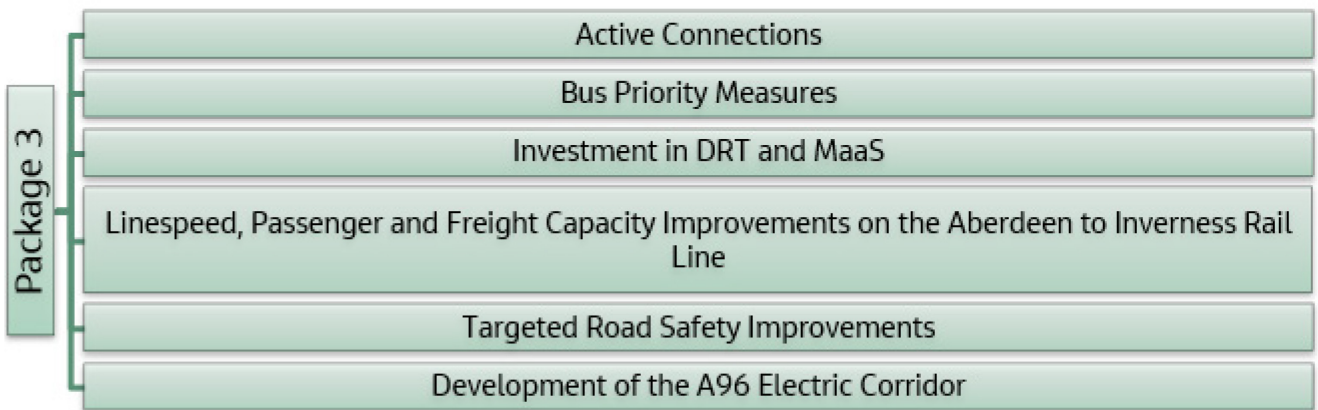 Package 3
Active Connections
Bus Priority Measures
Investment in DRT and MaaS
Linespeed, Passenger and Freight Capacity Improvements on the Aberdeen to Inverness Rail
Line
Targeted Road Safety Improvements
Development of the A96 Electric Corridor